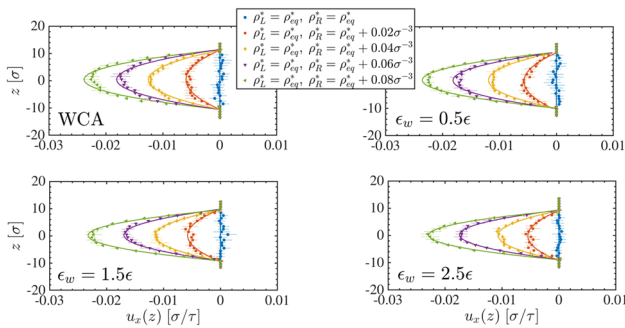 ρ*_L = ρ*_eq, ρ*_R = ρ*_eq
ρ*_L = ρ*_eq, ρ*_R = ρ*_eq + 0.02σ⁻³
ρ*_L = ρ*_eq, ρ*_R = ρ*_eq + 0.04σ⁻³
ρ*_L = ρ*_eq, ρ*_R = ρ*_eq + 0.06σ⁻³
ρ*_L = ρ*_eq, ρ*_R = ρ*_eq + 0.08σ⁻³
z [σ]
20
10
0
-10
-20
WCA
-0.03 -0.02 -0.01 0 0.01
20
10
0
-10
-20
ϵ_w = 0.5ϵ
-0.03 -0.02 -0.01 0 0.01
z [σ]
20
10
0
-10
-20
ϵ_w = 1.5ϵ
-0.03 -0.02 -0.01 0 0.01
u_x(z) [σ/τ]
20
10
0
-10
-20
ϵ_w = 2.5ϵ
-0.03 -0.02 -0.01 0 0.01
u_x(z) [σ/τ]